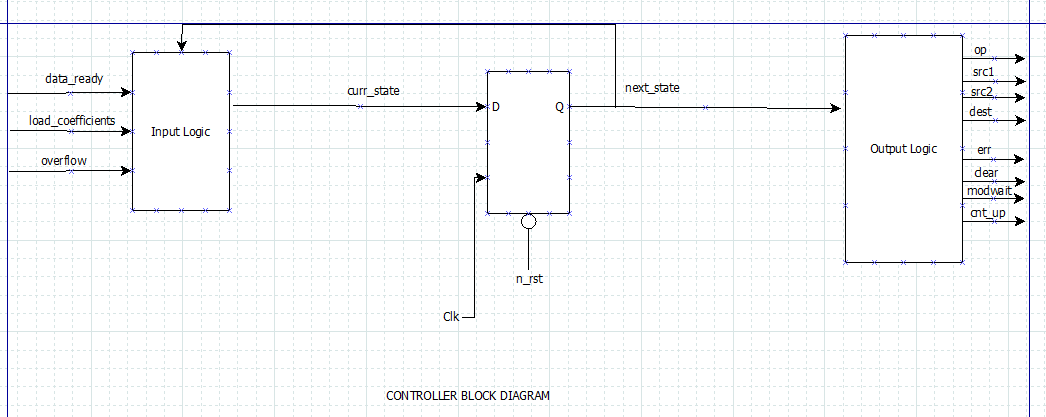 data_ready
load_coefficients
overflow
Input Logic
curr_state
D
Q
n_rst
Clk
next_state
Output Logic
op
src1
src2
dest
err
clear
modwait
cnt_up
CONTROLLER BLOCK DIAGRAM